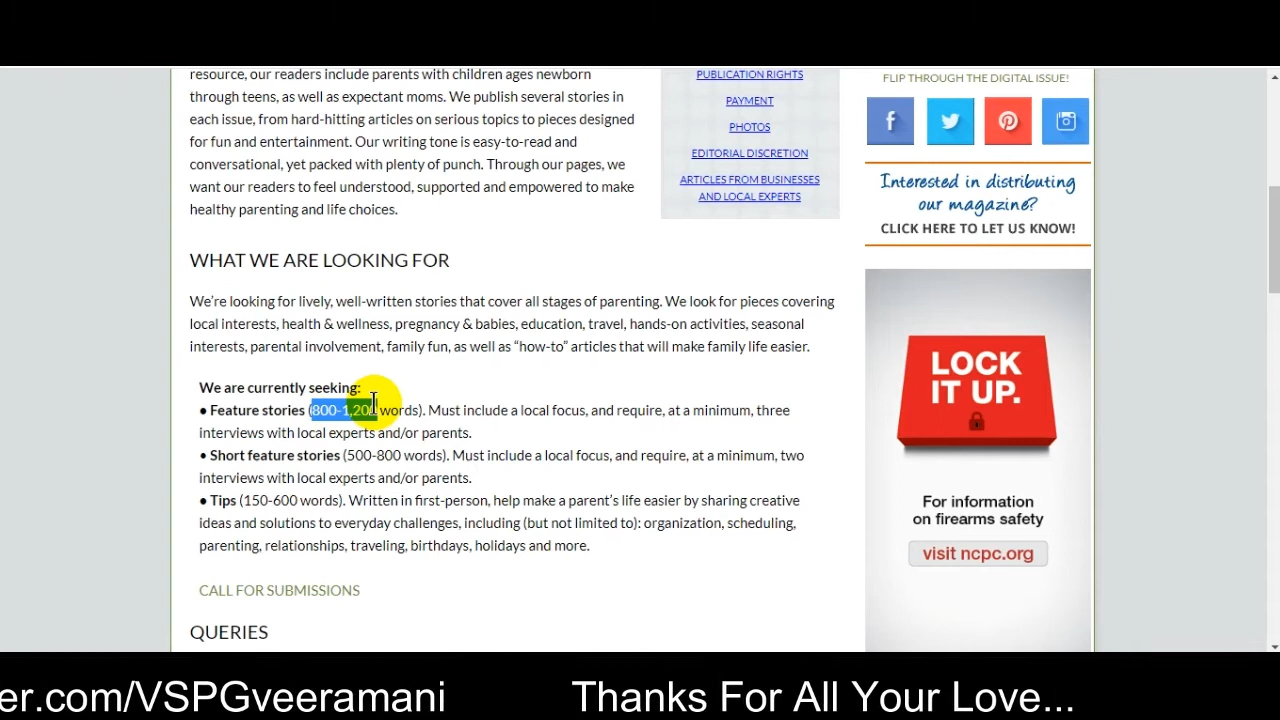 resource, our readers include parents with children ages newborn
through teens, as well as expectant moms. We publish several stories in
each issue, from hard-hitting articles on serious topics to pieces designed
for fun and entertainment. Our writing tone is easy-to-read and
conversational, yet packed with plenty of punch. Through our pages, we
want our readers to feel understood, supported and empowered to make
healthy parenting and life choices.
PUBLICATION RIGHTS
PAYMENT
PHOTOS
EDITORIAL DISCRETION
ARTICLES FROM BUSINESSES
AND LOCAL EXPERTS
WHAT WE ARE LOOKING FOR
We’re looking for lively, well-written stories that cover all stages of parenting. We look for pieces covering
local interests, health & wellness, pregnancy & babies, education, travel, hands-on activities, seasonal
interests, parental involvement, family fun, as well as “how-to” articles that will make family life easier.
We are currently seeking:
● Feature stories (800-1,200 words). Must include a local focus, and require, at a minimum, three
interviews with local experts and/or parents.
● Short feature stories (500-800 words). Must include a local focus, and require, at a minimum, two
interviews with local experts and/or parents.
● Tips (150-600 words). Written in first-person, help make a parent’s life easier by sharing creative
ideas and solutions to everyday challenges, including (but not limited to): organization, scheduling,
parenting, relationships, traveling, birthdays, holidays and more.
CALL FOR SUBMISSIONS
QUERIES
FLIP THROUGH THE DIGITAL ISSUE!
Interested in distributing
our magazine?
CLICK HERE TO LET US KNOW!
LOCK
IT UP.
For information
on firearms safety
visit ncpc.org
er.com/VSPGveeramani Thanks For All Your Love...